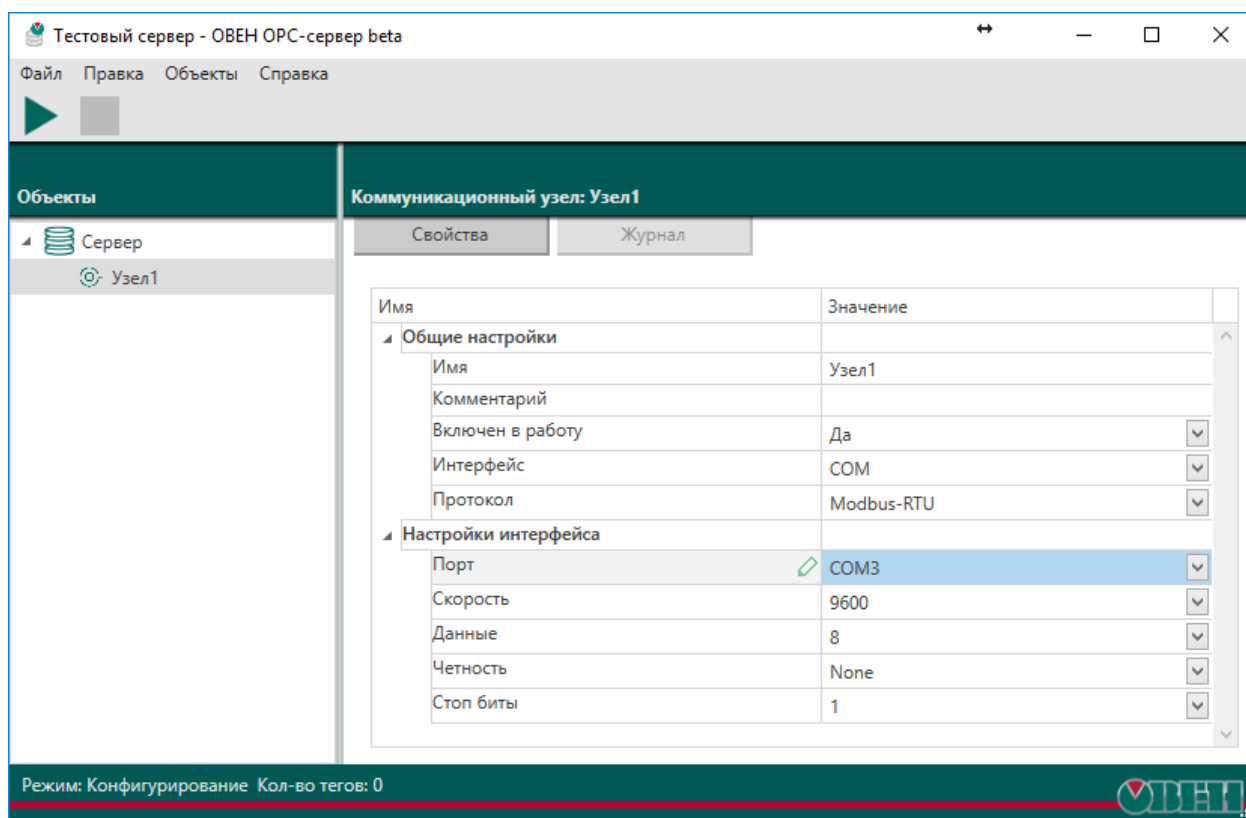 Тестовый сервер - ОВЕН OPC-сервер beta
Файл Правка Объекты Справка
Объекты
Коммуникационный узел: Узел1
Сервер
Узел1
Свойства Журнал
Имя Значение
Общие настройки
Имя Узел1
Комментарий
Включен в работу Да
Интерфейс COM
Протокол Modbus-RTU
Настройки интерфейса
Порт COM3
Скорость 9600
Данные 8
Четность None
Стоп биты 1
Режим: Конфигурирование Кол-во тегов: 0
ОВЕН